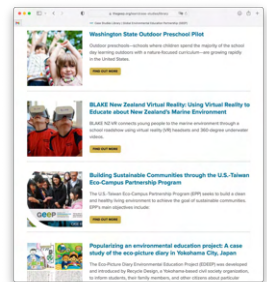 Washington State Outdoor Preschool Pilot
Outdoor preschools–schools where children spend the majority of the school
day learning outdoors with a nature-focused curriculum–are growing rapidly
in the United States.
FIND OUT MORE
BLAKE New Zealand Virtual Reality: Using Virtual Reality to
Educate about New Zealand's Marine Environment
BLAKE NZ-VR connects young people to the marine environment through a
school roadshow using virtual reality (VR) headsets and 360-degree underwater
videos.
FIND OUT MORE
Building Sustainable Communities through the U.S.-Taiwan
Eco-Campus Partnership Program
The U.S.-Taiwan Eco-Campus Partnership Program (EPP) seeks to build a clean
and healthy living environment to achieve the goal of sustainable communities.
EPP's main objectives include:
GEEP
FIND OUT MORE
Popularizing an environmental education project: A case
study of the eco-picture diary in Yokohama City, Japan
The Eco-Picture Diary Environmental Education Project (EDEEP) was developed
and introduced by Recycle Design, a Yokohama-based civil society organization,
to inform students, their family members, and other citizens about particular